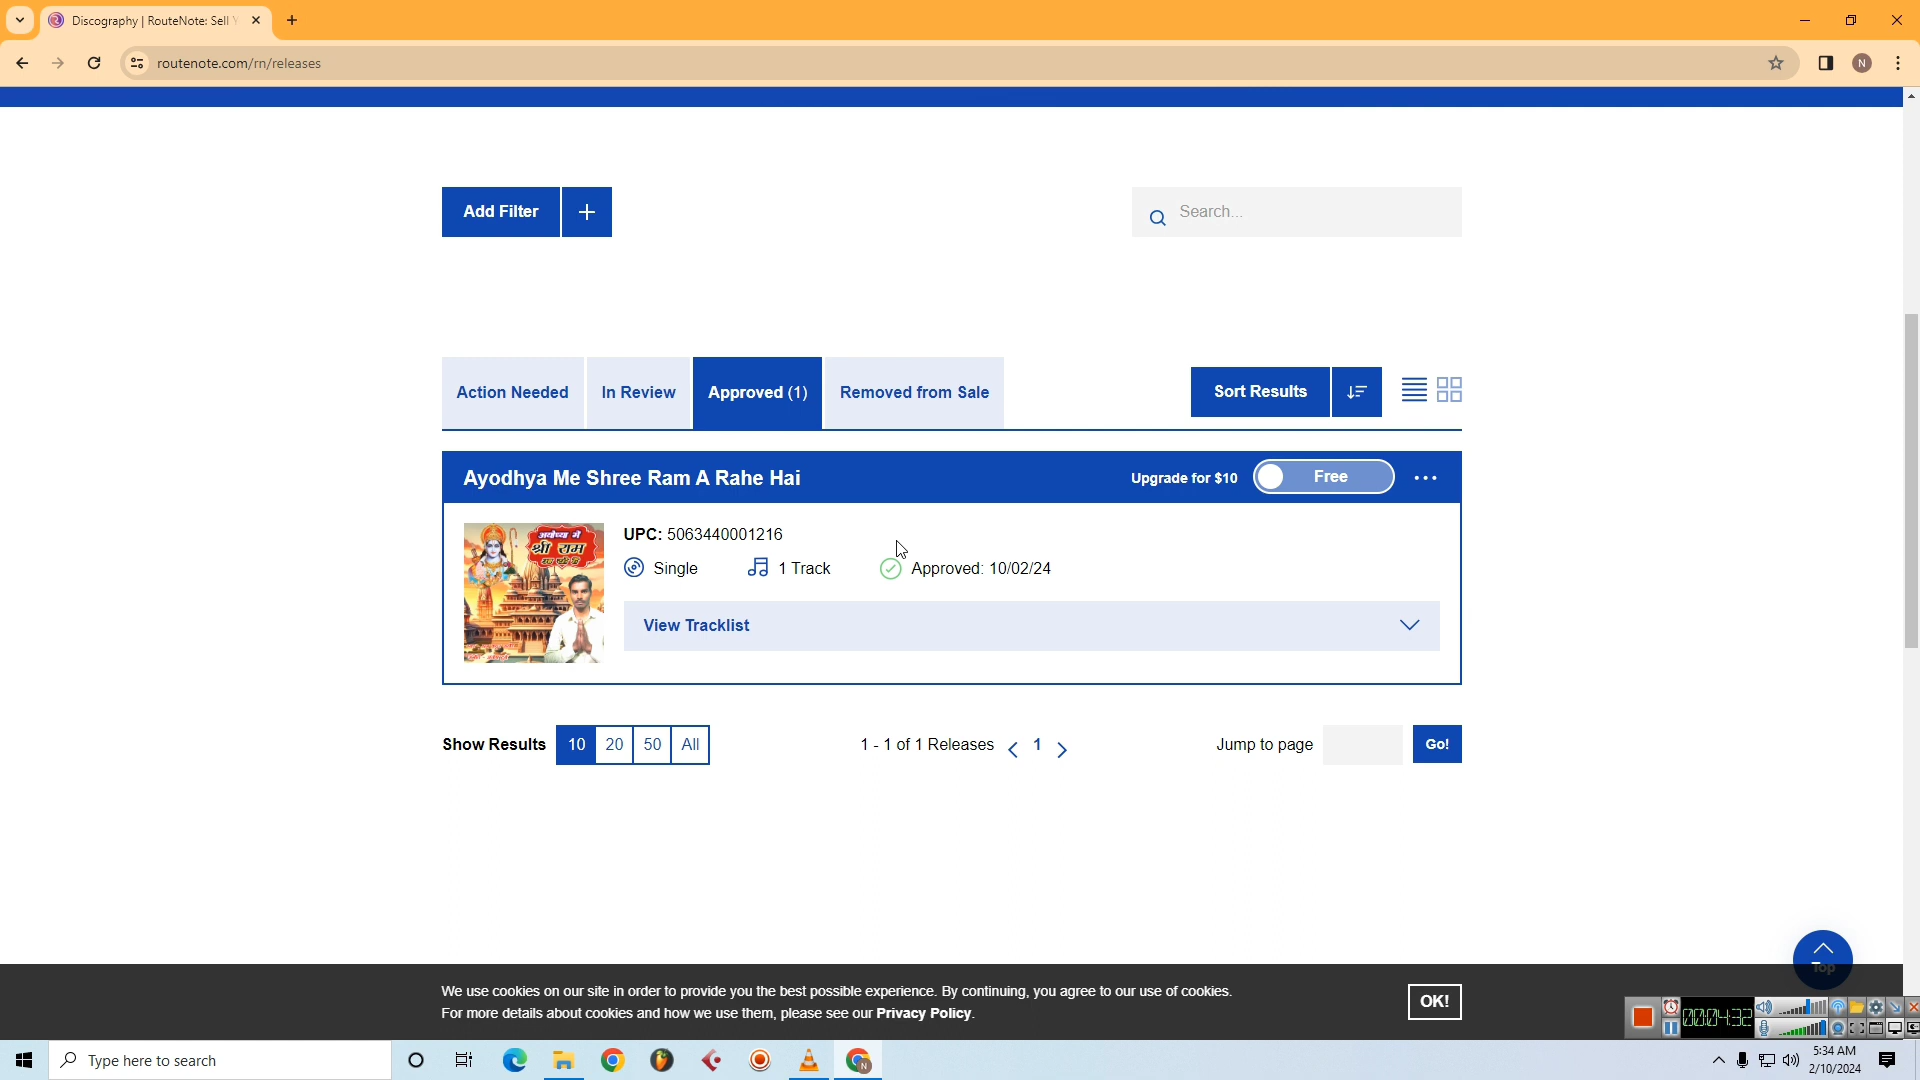 Discography | RouteNote: Sell
routenote.com/rn/releases
N
Add Filter
Search...
Action Needed
In Review
Approved (1)
Removed from Sale
Sort Results
Ayodhya Me Shree Ram A Rahe Hai
Upgrade for $10
Free
अयोध्या में
श्री राम
UPC: 5063440001216
Single
1 Track
Approved: 10/02/24
View Tracklist
Show Results
10
20
50
All
1 - 1 of 1 Releases
1
Jump to page
Go!
Top
We use cookies on our site in order to provide you the best possible experience. By continuing, you agree to our use of cookies.
For more details about cookies and how we use them, please see our Privacy Policy.
OK!
00:04:32
Type here to search
N
5:34 AM
2/10/2024